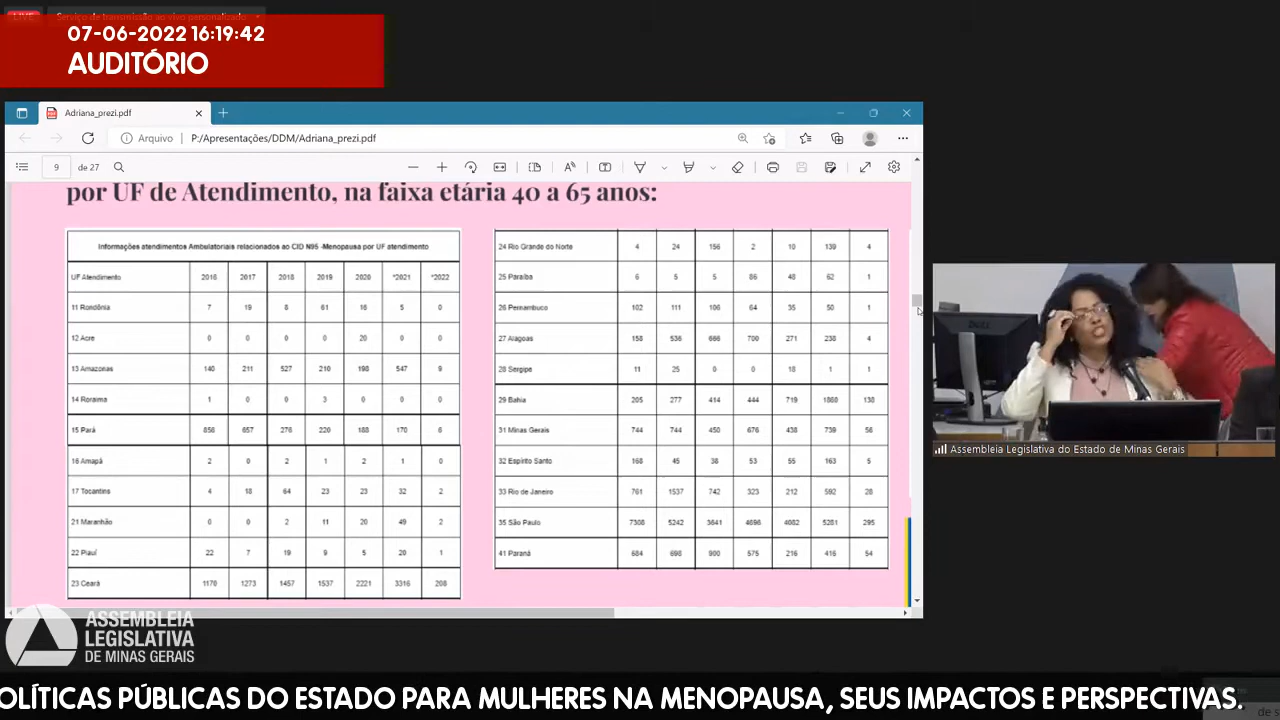 LIVE
Serviço de transmissão ao vivo personalizado
07-06-2022 16:19:42
AUDITÓRIO
Adriana_prezi.pdf
Arquivo P:/Apresentações/DDM/Adriana_prezi.pdf
9 de 27
por UF de Atendimento, na faixa etária 40 a 65 anos:
Informações atendimentos Ambulatoriais relacionados ao CID N95 -Menopausa por UF atendimento
UF Atendimento 2016 2017 2018 2019 2020 *2021 *2022
11 Rondônia 7 19 8 61 16 5 0
12 Acre 0 0 0 0 20 0 0
13 Amazonas 140 211 527 210 198 547 9
14 Roraima 1 0 0 3 0 0 0
15 Pará 856 657 276 220 188 170 6
16 Amapá 2 0 2 1 2 1 0
17 Tocantins 4 18 64 23 23 32 2
21 Maranhão 0 0 2 11 20 49 2
22 Piauí 22 7 19 9 5 20 1
23 Ceará 1170 1273 1457 1537 2221 3316 208
24 Rio Grande do Norte 4 24 156 2 10 139 4
25 Paraíba 6 5 5 86 48 62 1
26 Pernambuco 102 111 106 64 35 50 1
27 Alagoas 158 536 666 700 271 238 4
28 Sergipe 11 25 0 0 18 1 1
29 Bahia 205 277 414 444 719 1860 138
31 Minas Gerais 744 744 450 676 438 739 56
32 Espírito Santo 168 45 38 53 55 163 5
33 Rio de Janeiro 761 1537 742 323 212 592 28
35 São Paulo 7308 5242 3641 4696 4082 5281 295
41 Paraná 684 698 900 575 216 416 54
DELL
Assembleia Legislativa do Estado de Minas Gerais
ASSEMBLEIA
LEGISLATIVA
DE MINAS GERAIS
OLÍTICAS PÚBLICAS DO ESTADO PARA MULHERES NA MENOPAUSA, SEUS IMPACTOS E PERSPECTIVAS.